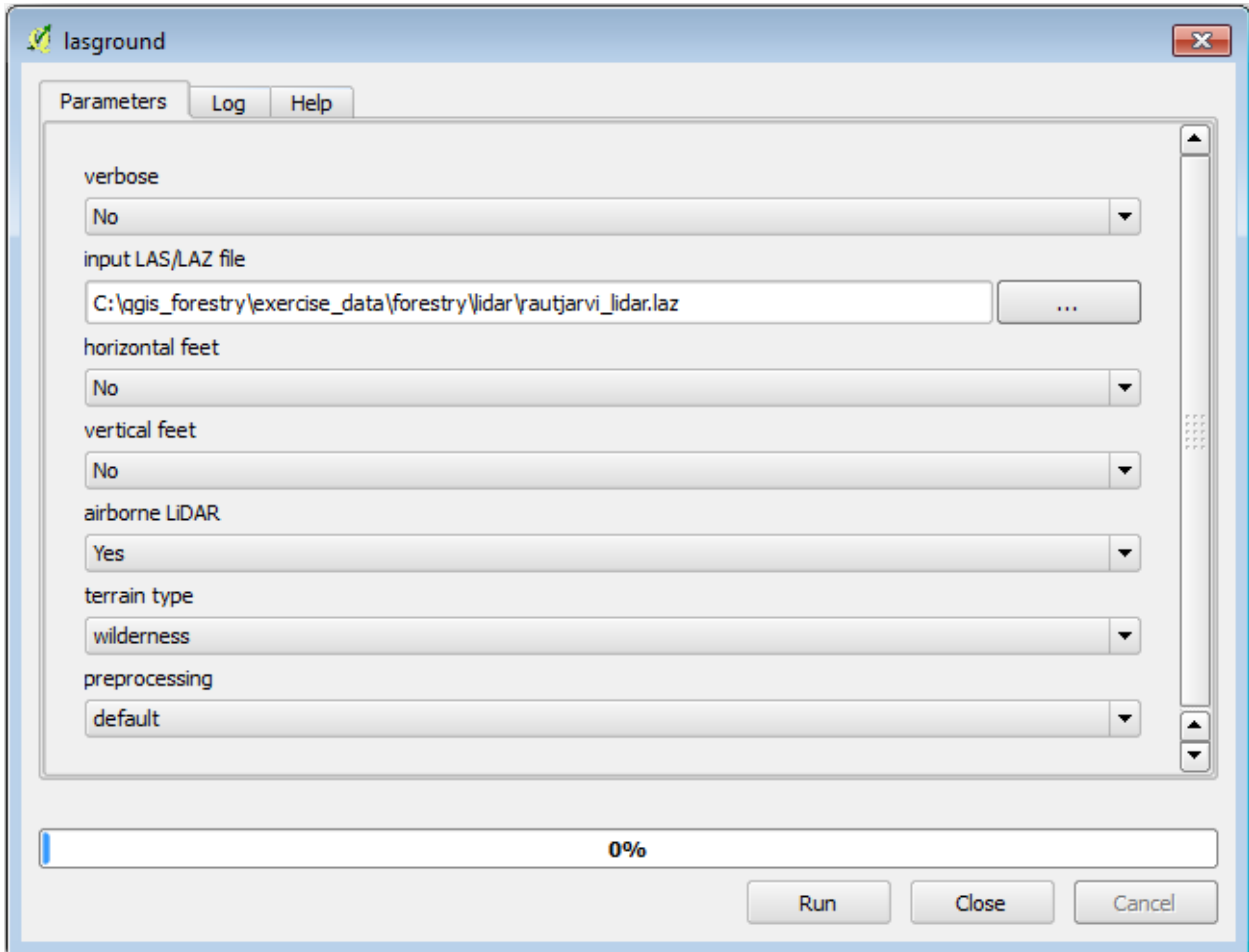 lasground
Parameters Log Help
verbose
No
input LAS/LAZ file
C:\qgis_forestry\exercise_data\forestry\lidar\rautjarvi_lidar.laz ...
horizontal feet
No
vertical feet
No
airborne LiDAR
Yes
terrain type
wilderness
preprocessing
default
0%
Run Close Cancel